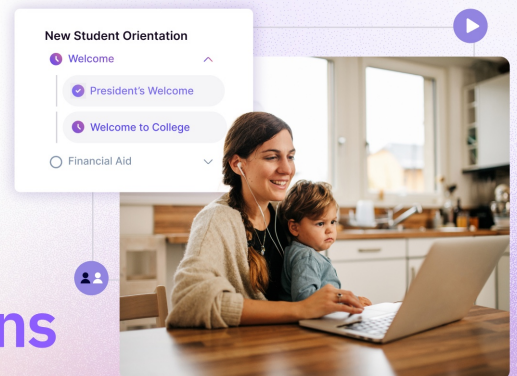 New Student Orientation
Welcome
President's Welcome
Welcome to College
Financial Aid
ns